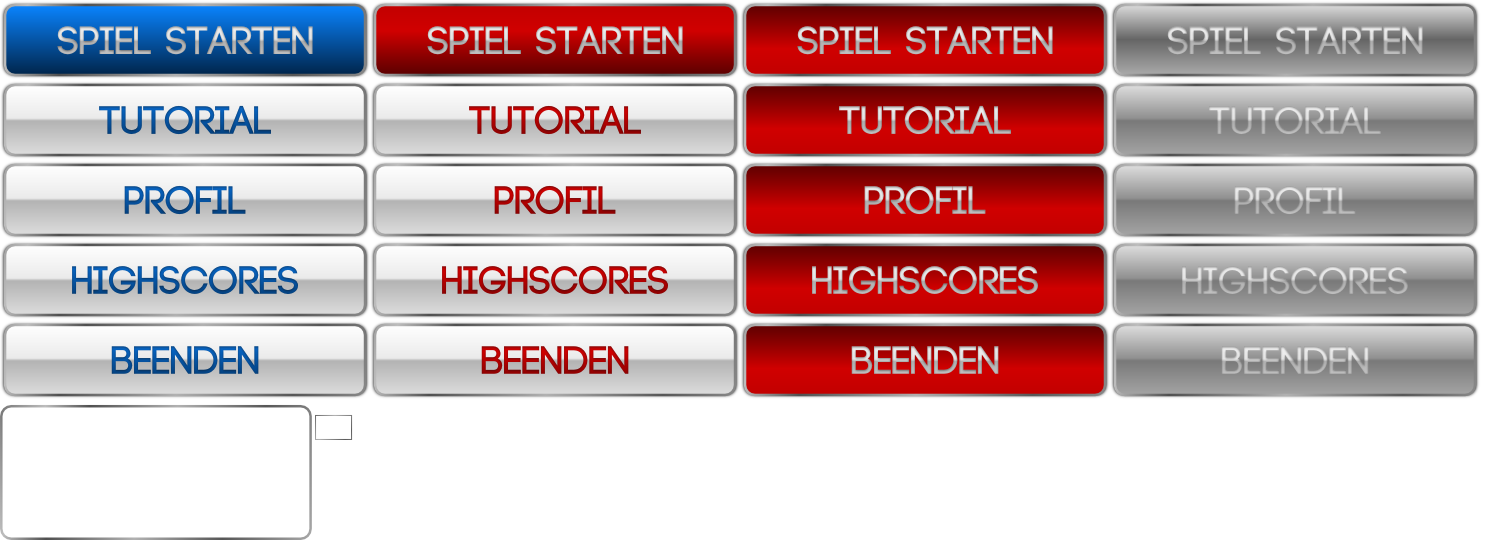 SPIEL STARTEN SPIEL STARTEN SPIEL STARTEN SPIEL STARTEN
TUTORIAL TUTORIAL TUTORIAL TUTORIAL
PROFIL PROFIL PROFIL PROFIL
HIGHSCORES HIGHSCORES HIGHSCORES HIGHSCORES
BEENDEN BEENDEN BEENDEN BEENDEN